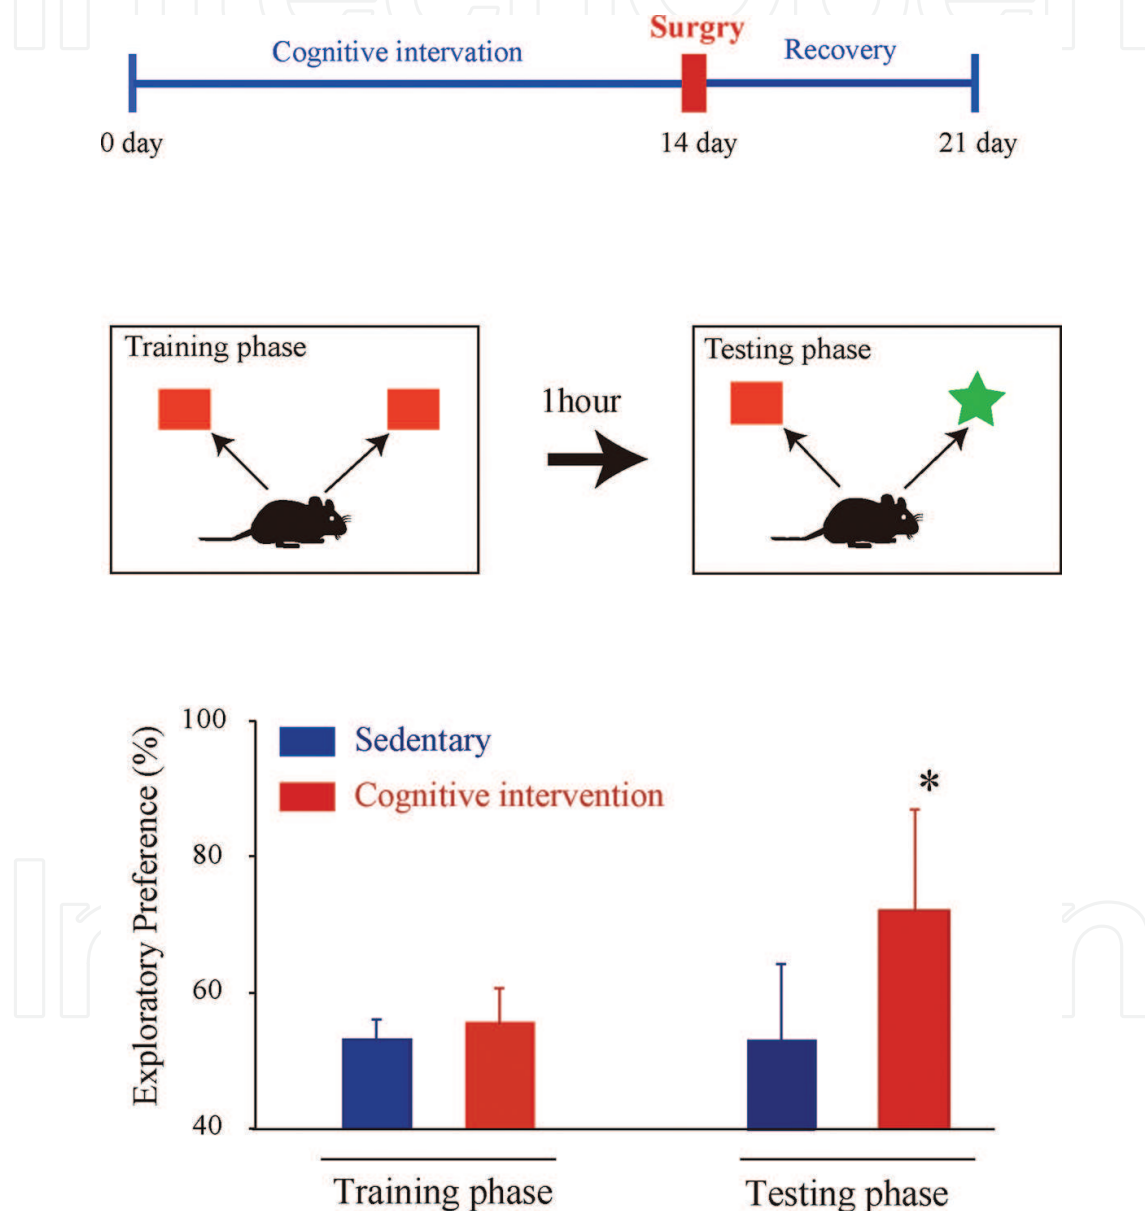 Surgry
Cognitive intervation
Recovery
0 day
14 day
21 day
Training phase
1hour
Testing phase
Exploratory Preference (%)
100
80
60
40
Sedentary
Cognitive intervention
*
Training phase
Testing phase